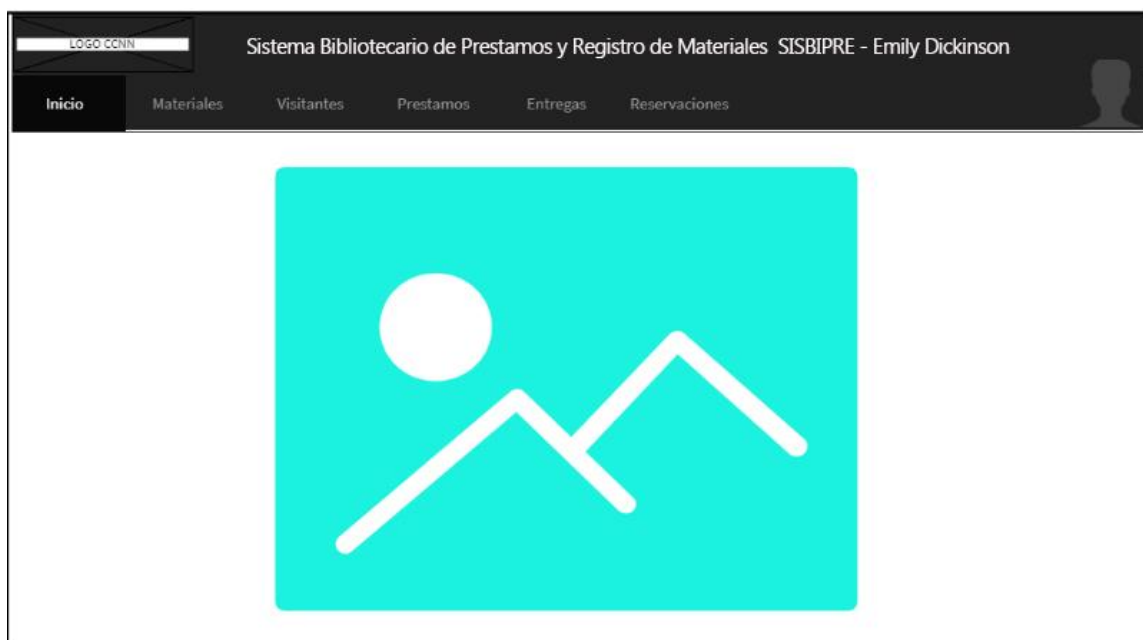 LOGO CCNN
Sistema Bibliotecario de Prestamos y Registro de Materiales SISBIPRE - Emily Dickinson
Inicio Materiales Visitantes Prestamos Entregas Reservaciones